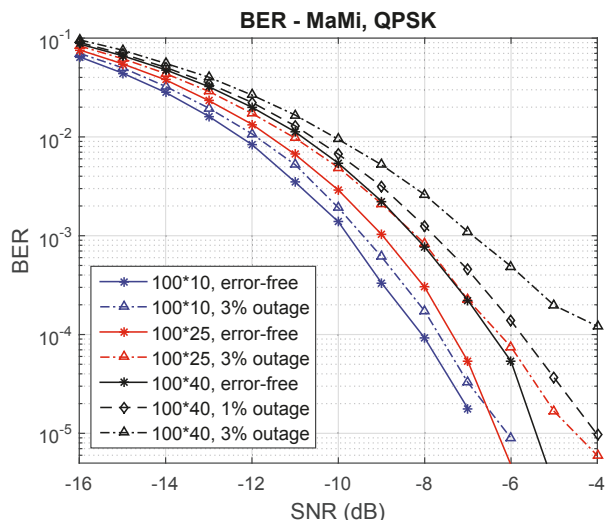 BER - MaMi, QPSK
10^-1
10^-2
10^-3
10^-4
10^-5
BER
100*10, error-free
100*10, 3% outage
100*25, error-free
100*25, 3% outage
100*40, error-free
100*40, 1% outage
100*40, 3% outage
-16 -14 -12 -10 -8 -6 -4
SNR (dB)